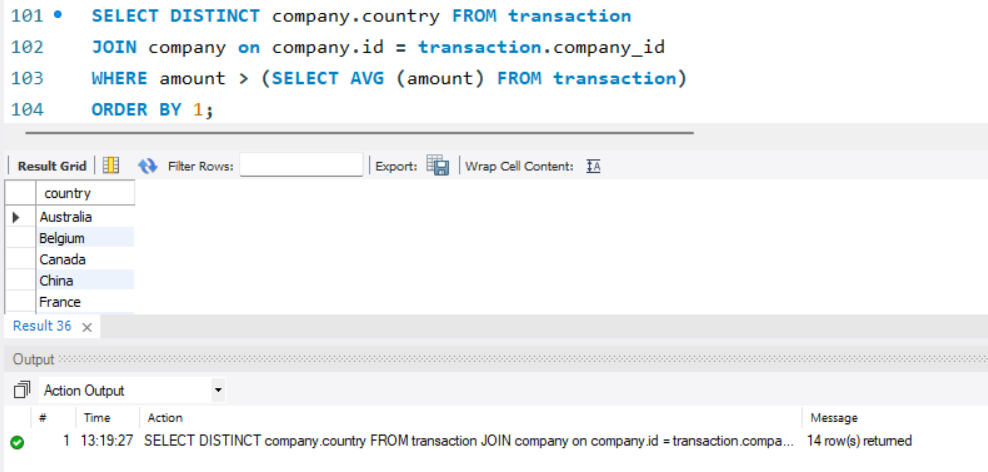 101 SELECT DISTINCT company.country FROM transaction
102 JOIN company on company.id = transaction.company_id
103 WHERE amount > (SELECT AVG (amount) FROM transaction)
104 ORDER BY 1;
Result Grid Filter Rows: Export: Wrap Cell Content: IA
country
Australia
Belgium
Canada
China
France
Result 36 ×
Output
Action Output
# Time Action Message
1 13:19:27 SELECT DISTINCT company.country FROM transaction JOIN company on company.id = transaction.compa... 14 row(s) returned